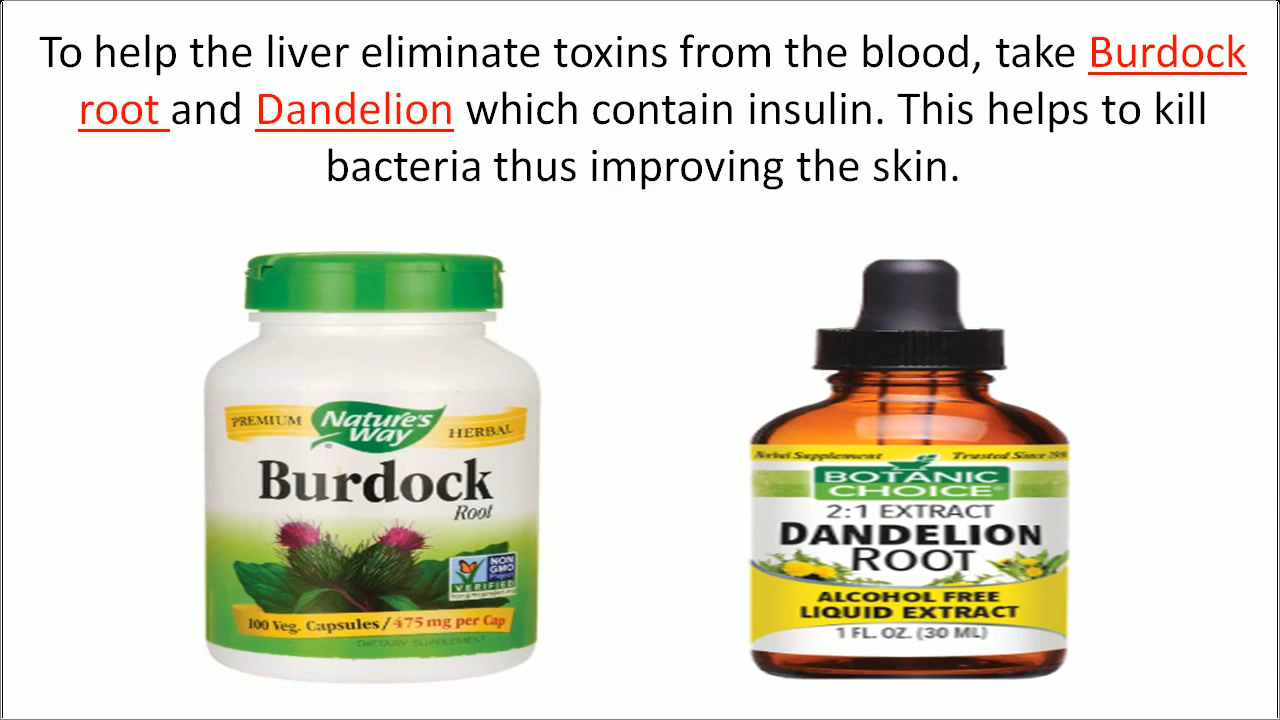 To help the liver eliminate toxins from the blood, take Burdock
root and Dandelion which contain insulin. This helps to kill
bacteria thus improving the skin.
PREMIUM Nature's Way HERBAL
Burdock
Root
NON GMO Project
VERIFIED
100 Veg. Capsules / 475 mg per Cap
DIETARY SUPPLEMENT
Herbal Supplement Trusted Since
BOTANIC
CHOICE
2:1 EXTRACT
DANDELION
ROOT
ALCOHOL FREE
LIQUID EXTRACT
1 FL. OZ. (30 ML)